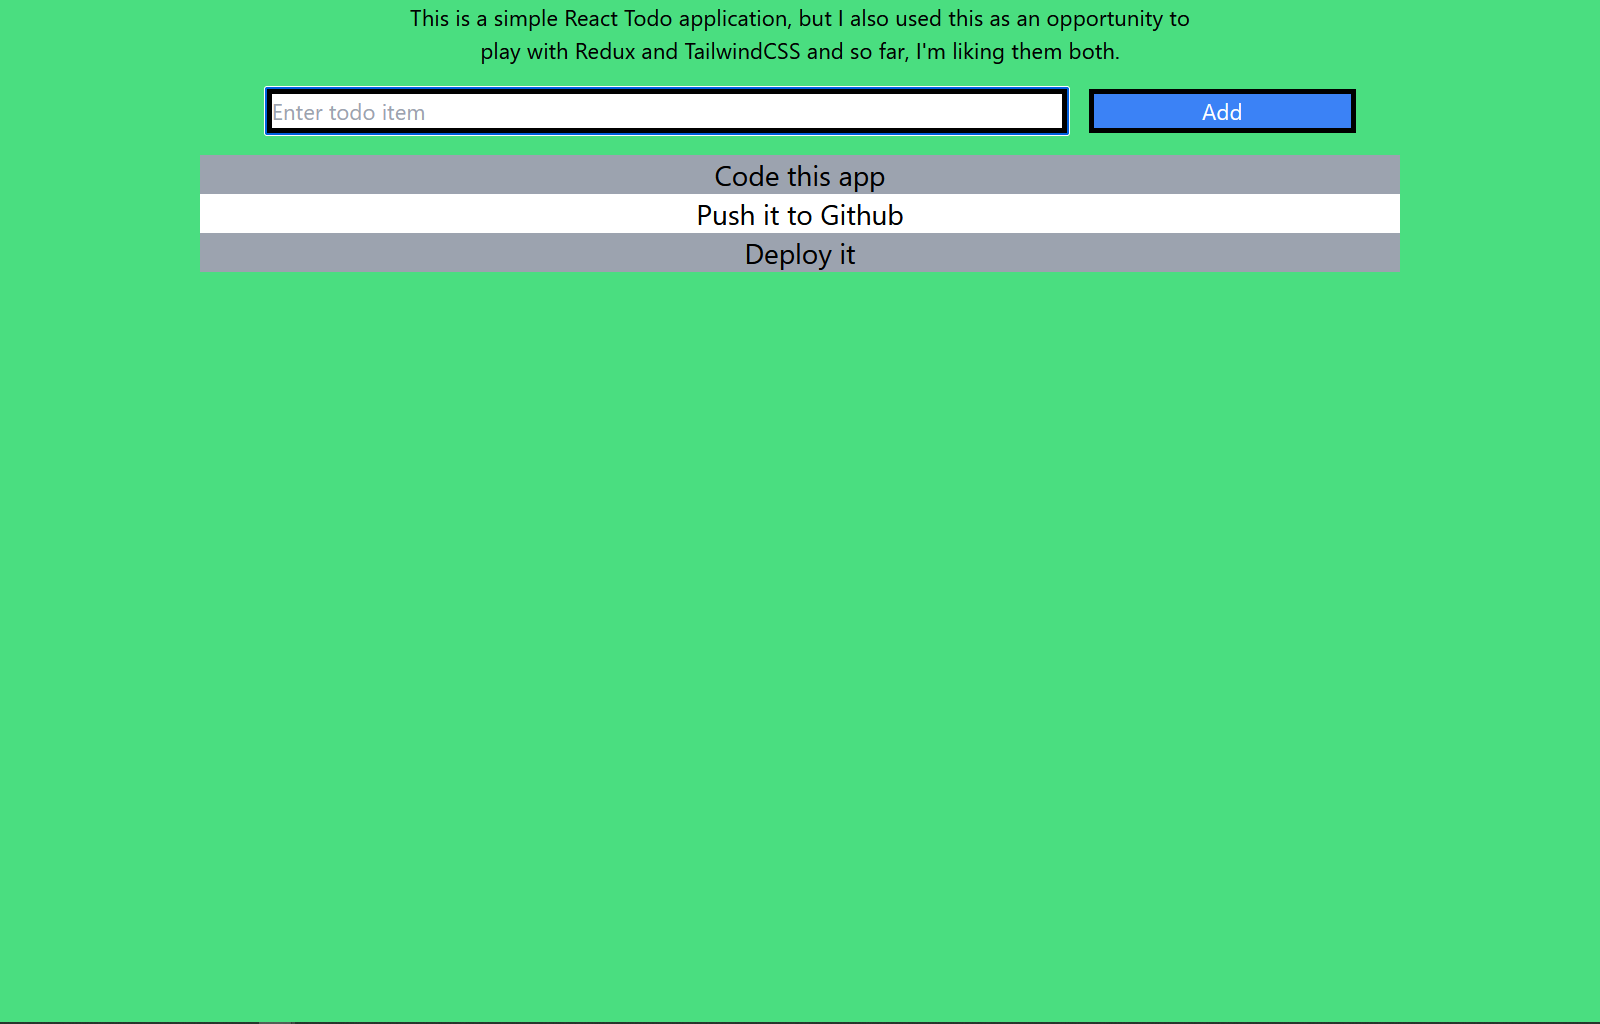 This is a simple React Todo application, but I also used this as an opportunity to
play with Redux and TailwindCSS and so far, I'm liking them both.
Enter todo item
Add
Code this app
Push it to Github
Deploy it